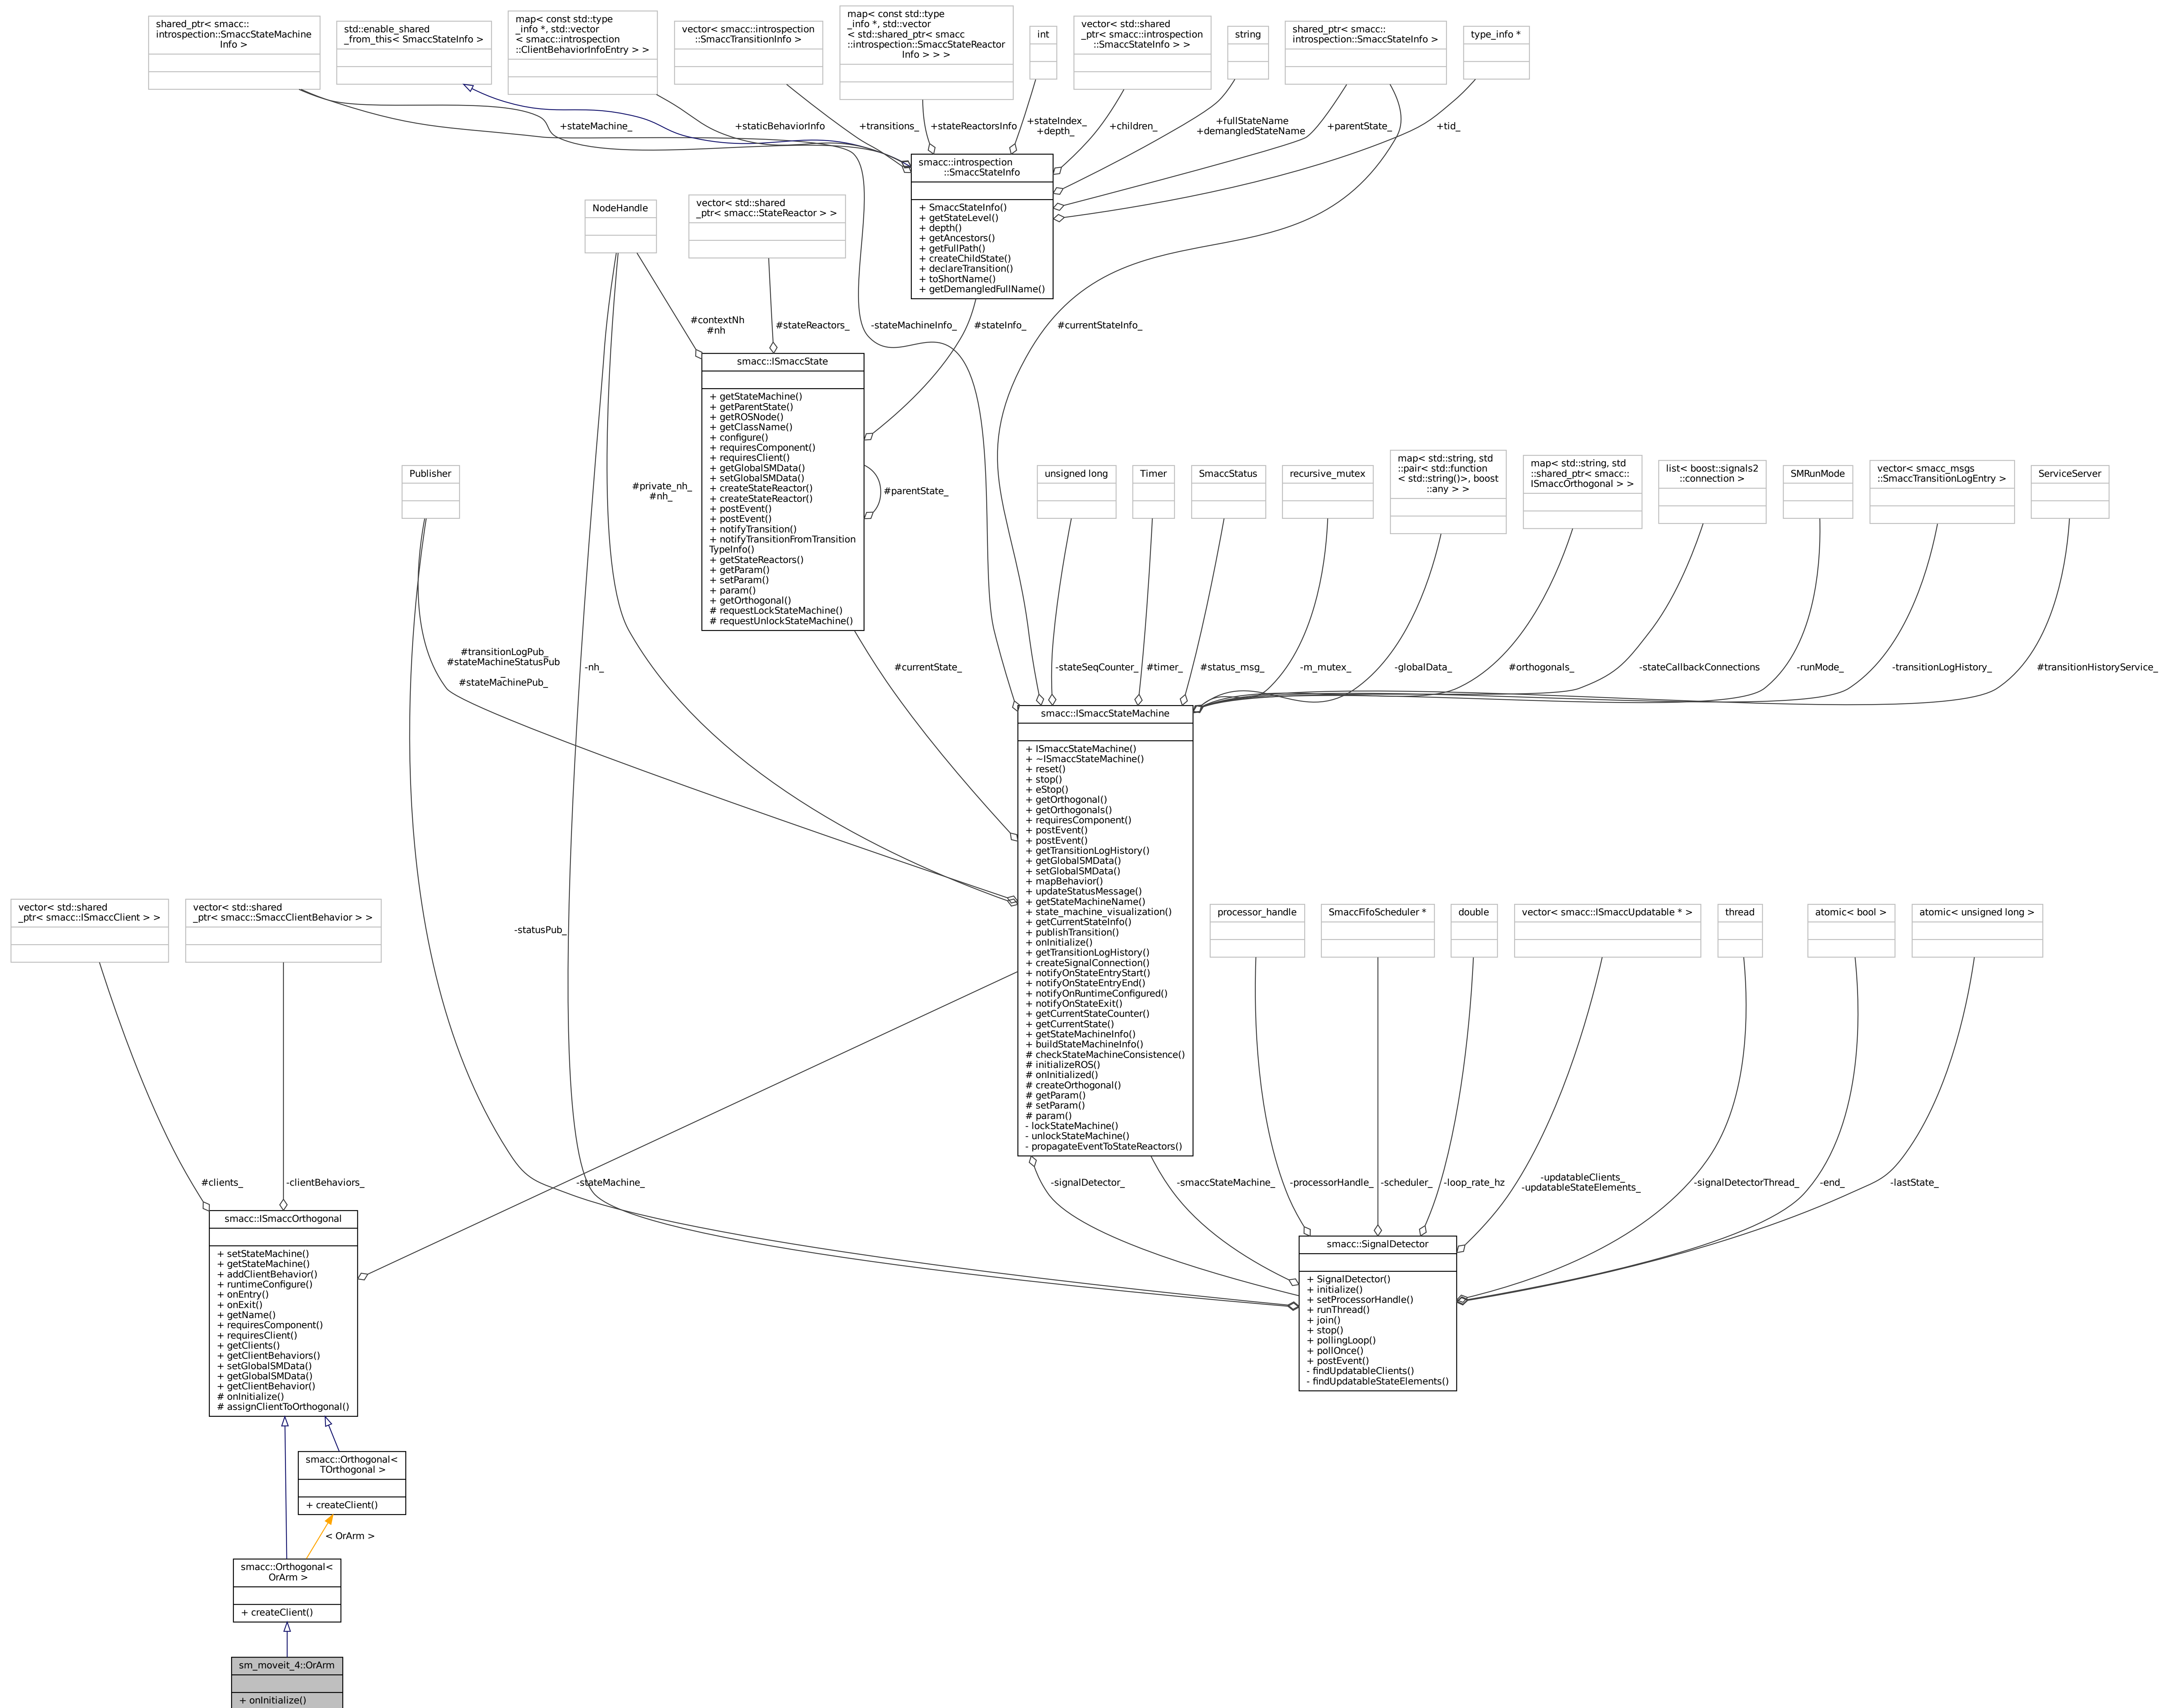 shared_ptr< smacc::
introspection::SmaccStateMachine
Info >
std::enable_shared
_from_this< SmaccStateInfo >
map< const std::type
_info *, std::vector
< smacc::introspection
::ClientBehaviorInfoEntry > >
vector< smacc::introspection
::SmaccTransitionInfo >
map< const std::type
_info *, std::vector
< std::shared_ptr< smacc
::introspection::SmaccStateReactor
Info > > >
int
vector< std::shared
_ptr< smacc::introspection
::SmaccStateInfo > >
string
shared_ptr< smacc::
introspection::SmaccStateInfo >
type_info *
+stateMachine_
+staticBehaviorInfo
+transitions_
+stateReactorsInfo
+stateIndex_
+depth_
+children_
+fullStateName
+demangledStateName
+parentState_
+tid_
smacc::introspection
::SmaccStateInfo
+ SmaccStateInfo()
+ getStateLevel()
+ depth()
+ getAncestors()
+ getFullPath()
+ createChildState()
+ declareTransition()
+ toShortName()
+ getDemangledFullName()
NodeHandle
vector< std::shared
_ptr< smacc::StateReactor > >
#contextNh
#nh
#stateReactors_
-stateMachineInfo_
#stateInfo_
#currentStateInfo_
smacc::ISmaccState
+ getStateMachine()
+ getParentState()
+ getROSNode()
+ getClassName()
+ configure()
+ requiresComponent()
+ requiresClient()
+ getGlobalSMData()
+ setGlobalSMData()
+ createStateReactor()
+ createStateReactor()
+ postEvent()
+ postEvent()
+ notifyTransition()
+ notifyTransitionFromTransition
TypeInfo()
+ getStateReactors()
+ getParam()
+ setParam()
+ param()
+ getOrthogonal()
# requestLockStateMachine()
# requestUnlockStateMachine()
#parentState_
Publisher
#private_nh_
#nh_
unsigned long
Timer
SmaccStatus
recursive_mutex
map< std::string, std
::pair< std::function
< std::string()>, boost
::any > >
map< std::string, std
::shared_ptr< smacc::
ISmaccOrthogonal > >
list< boost::signals2
::connection >
SMRunMode
vector< smacc_msgs
::SmaccTransitionLogEntry >
ServiceServer
#transitionLogPub_
#stateMachineStatusPub
_
#stateMachinePub_
-nh_
#currentState_
-stateSeqCounter_
#timer_
#status_msg_
-m_mutex_
-globalData_
#orthogonals_
-stateCallbackConnections
-runMode_
-transitionLogHistory_
#transitionHistoryService_
smacc::ISmaccStateMachine
+ ISmaccStateMachine()
+ ~ISmaccStateMachine()
+ reset()
+ stop()
+ eStop()
+ getOrthogonal()
+ getOrthogonals()
+ requiresComponent()
+ postEvent()
+ postEvent()
+ getTransitionLogHistory()
+ getGlobalSMData()
+ setGlobalSMData()
+ mapBehavior()
+ updateStatusMessage()
+ getStateMachineName()
+ state_machine_visualization()
+ getCurrentStateInfo()
+ publishTransition()
+ onInitialize()
+ getTransitionLogHistory()
+ createSignalConnection()
+ notifyOnStateEntryStart()
+ notifyOnStateEntryEnd()
+ notifyOnRuntimeConfigured()
+ notifyOnStateExit()
+ getCurrentStateCounter()
+ getCurrentState()
+ getStateMachineInfo()
+ buildStateMachineInfo()
# checkStateMachineConsistence()
# initializeROS()
# onInitialized()
# createOrthogonal()
# getParam()
# setParam()
# param()
- lockStateMachine()
- unlockStateMachine()
- propagateEventToStateReactors()
vector< std::shared
_ptr< smacc::ISmaccClient > >
vector< std::shared
_ptr< smacc::SmaccClientBehavior > >
-statusPub_
processor_handle
SmaccFifoScheduler *
double
vector< smacc::ISmaccUpdatable * >
thread
atomic< bool >
atomic< unsigned long >
#clients_
-clientBehaviors_
-stateMachine_
-signalDetector_
-smaccStateMachine_
-processorHandle_
-scheduler_
-loop_rate_hz
-updatableClients_
-updatableStateElements_
-signalDetectorThread_
-end_
-lastState_
smacc::ISmaccOrthogonal
+ setStateMachine()
+ getStateMachine()
+ addClientBehavior()
+ runtimeConfigure()
+ onEntry()
+ onExit()
+ getName()
+ requiresComponent()
+ requiresClient()
+ getClients()
+ getClientBehaviors()
+ setGlobalSMData()
+ getGlobalSMData()
+ getClientBehavior()
# onInitialize()
# assignClientToOrthogonal()
smacc::SignalDetector
+ SignalDetector()
+ initialize()
+ setProcessorHandle()
+ runThread()
+ join()
+ stop()
+ pollingLoop()
+ pollOnce()
+ postEvent()
- findUpdatableClients()
- findUpdatableStateElements()
smacc::Orthogonal<
TOrthogonal >
+ createClient()
< OrArm >
smacc::Orthogonal<
OrArm >
+ createClient()
sm_moveit_4::OrArm
+ onInitialize()